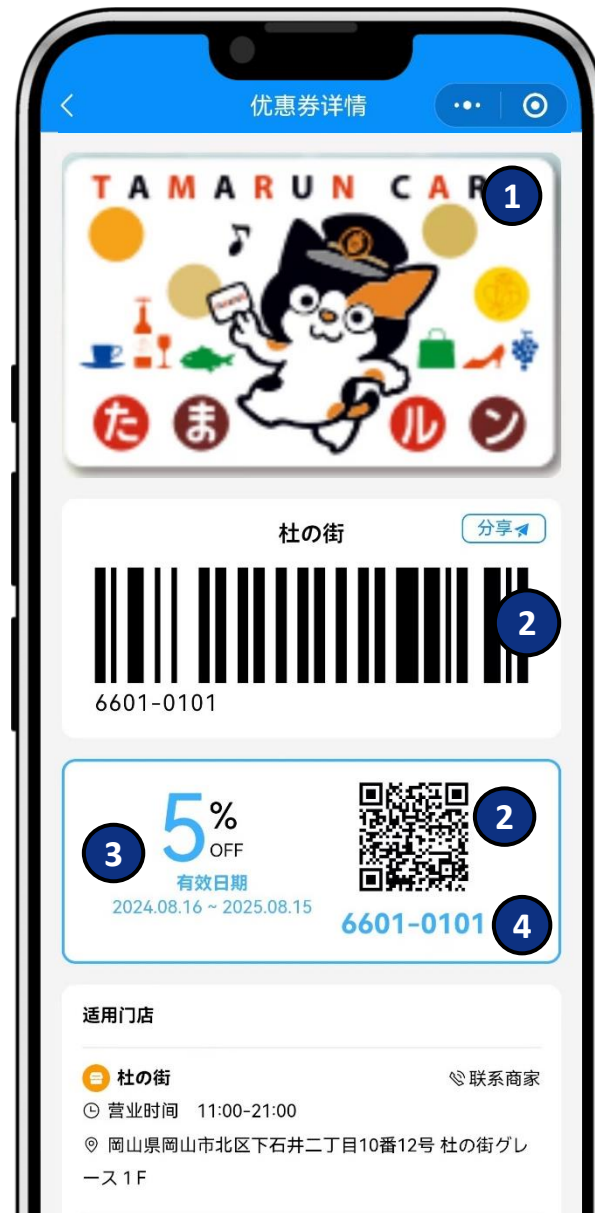 优惠券详情
TAMARUN CAR
1
たまルン
杜の街
分享
2
6601-0101
5%
OFF
3
有效日期
2024.08.16 ~ 2025.08.15
2
6601-0101
4
适用门店
杜の街
联系商家
营业时间 11:00-21:00
岡山県岡山市北区下石井二丁目10番12号 杜の街グレ
ース1F